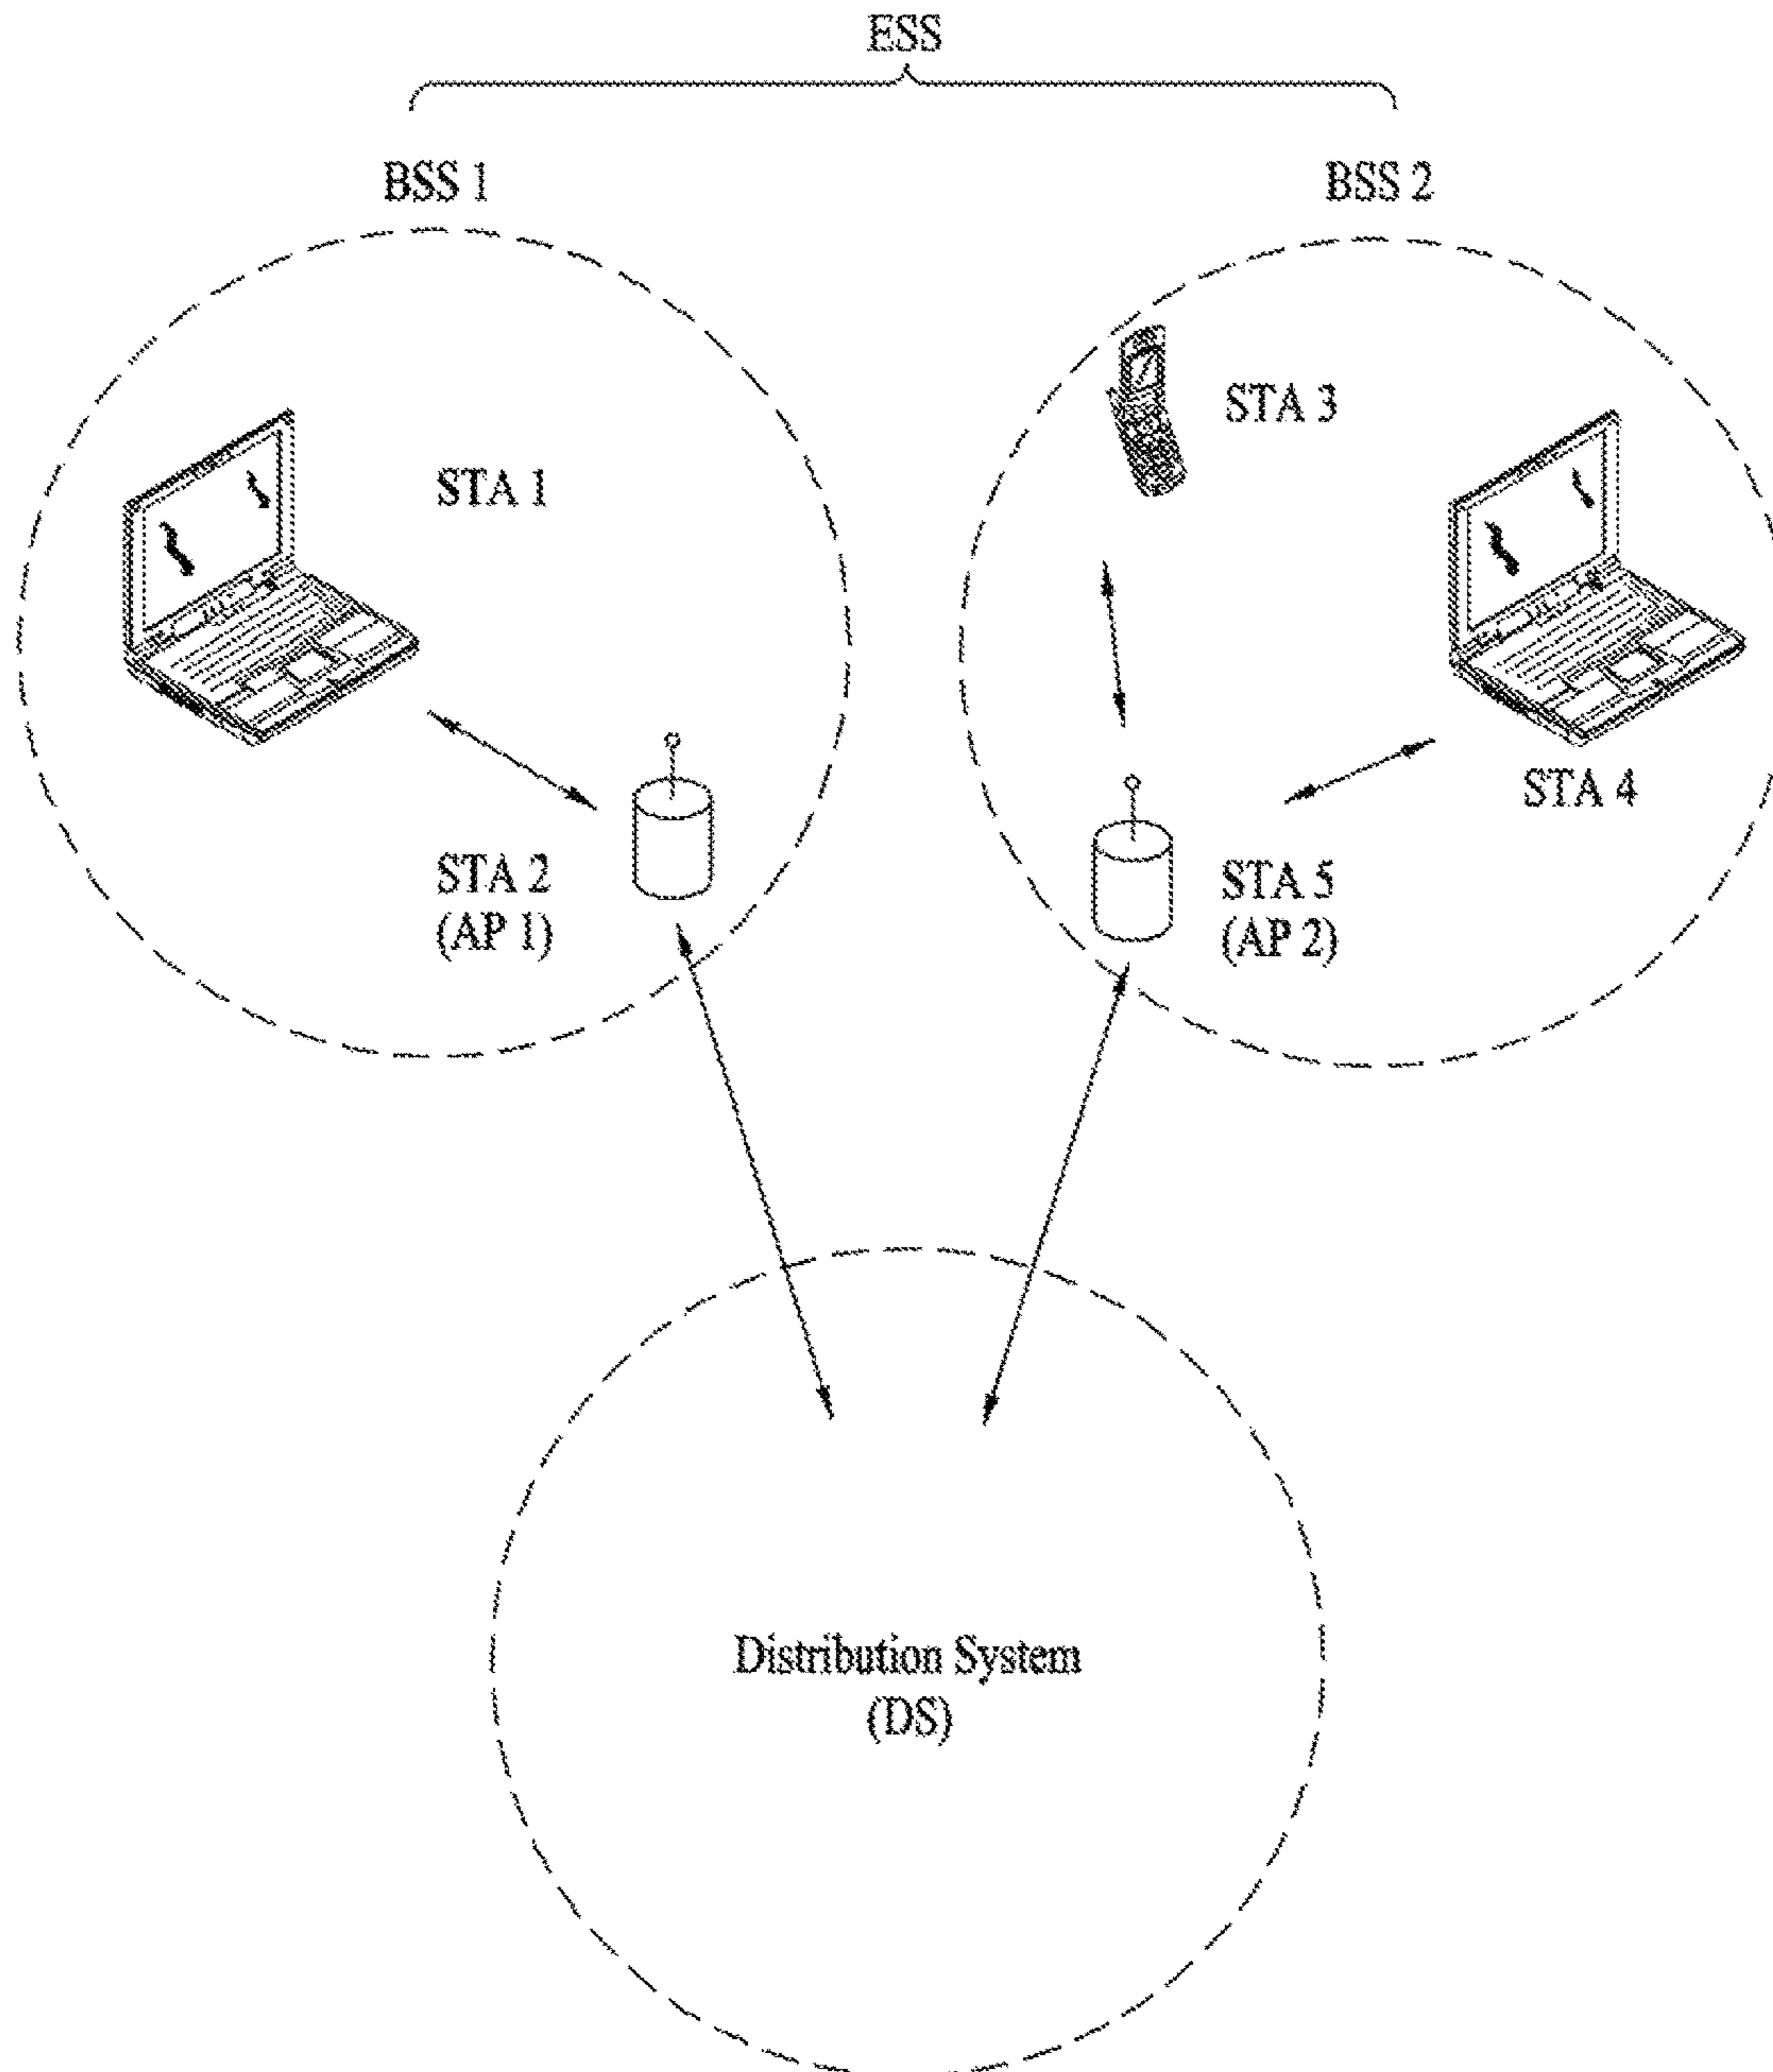 ESS
BSS 1
BSS 2
STA 1
STA 3
STA 4
STA 2
(AP 1)
STA 5
(AP 2)
Distribution System
(DS)